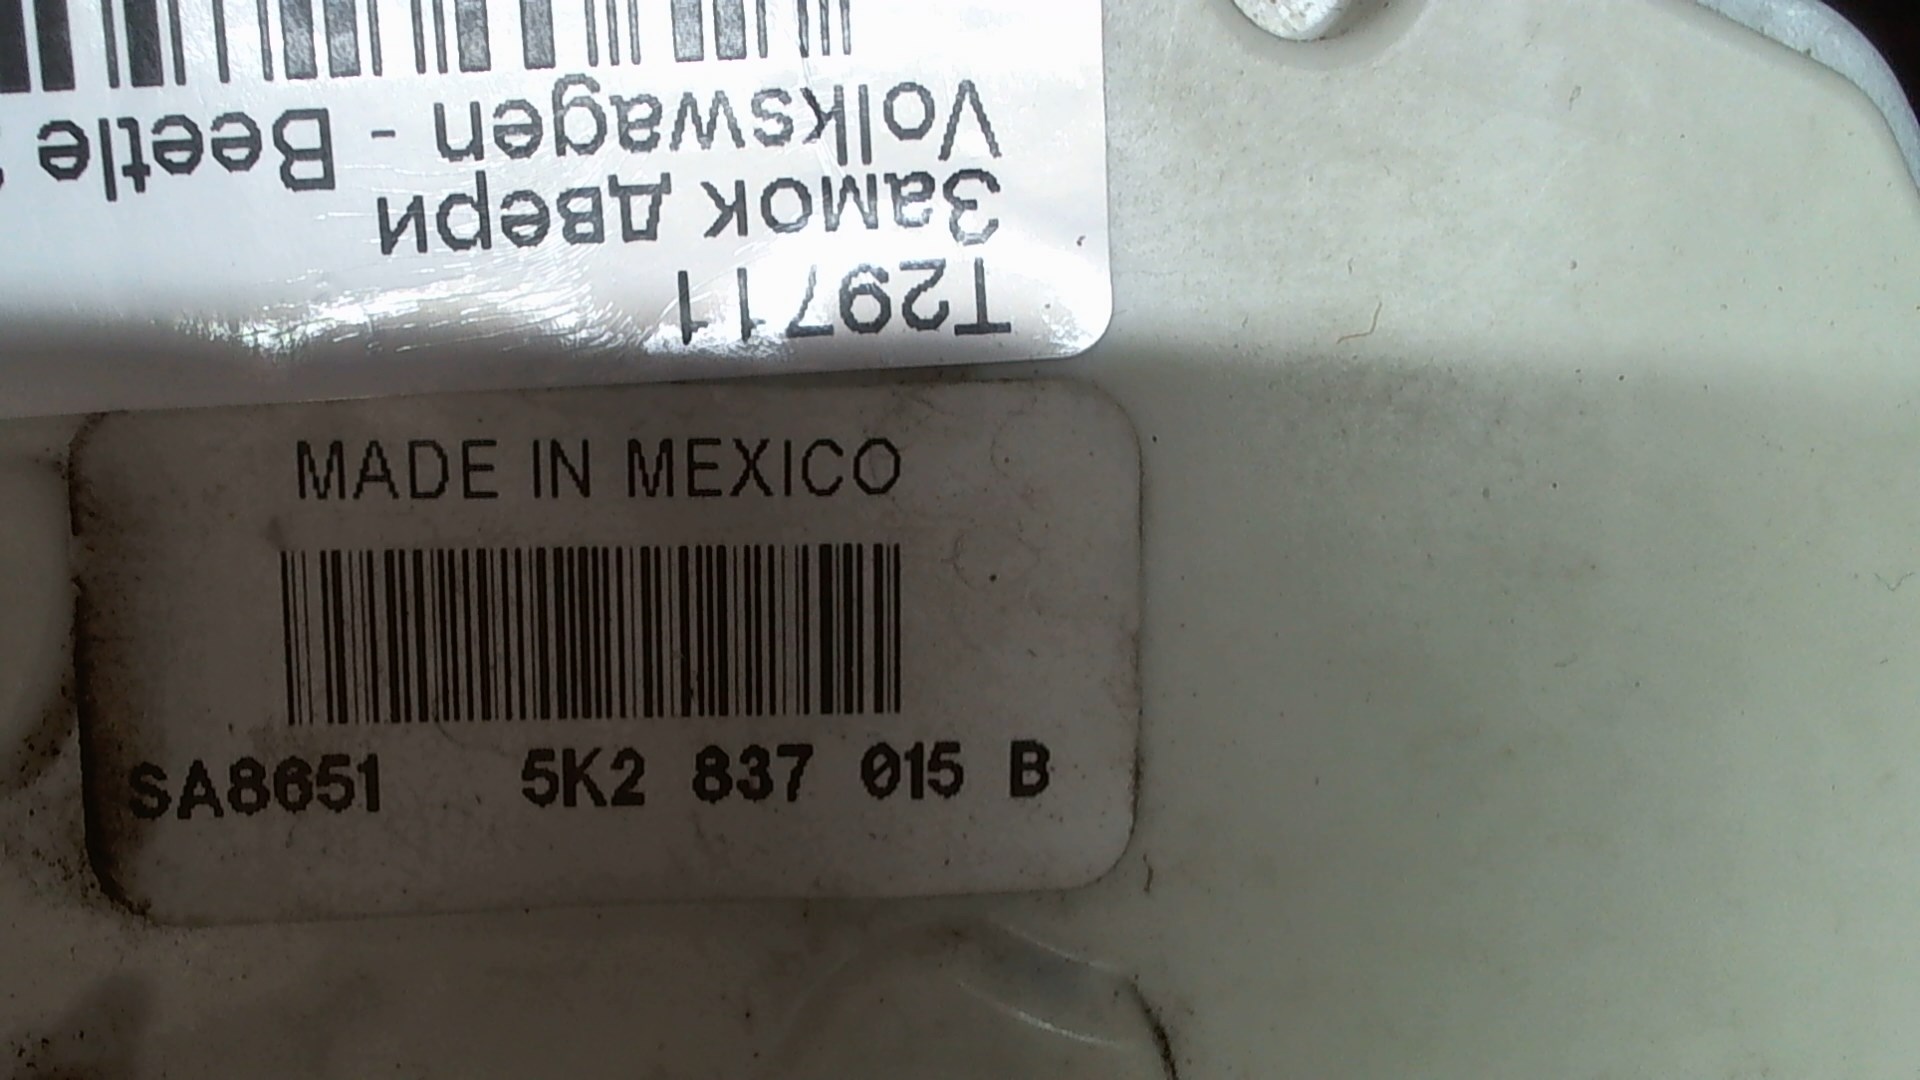 T29711
Замок двери
Volkswagen - Beetle
MADE IN MEXICO
SA8651 5K2 837 015 B